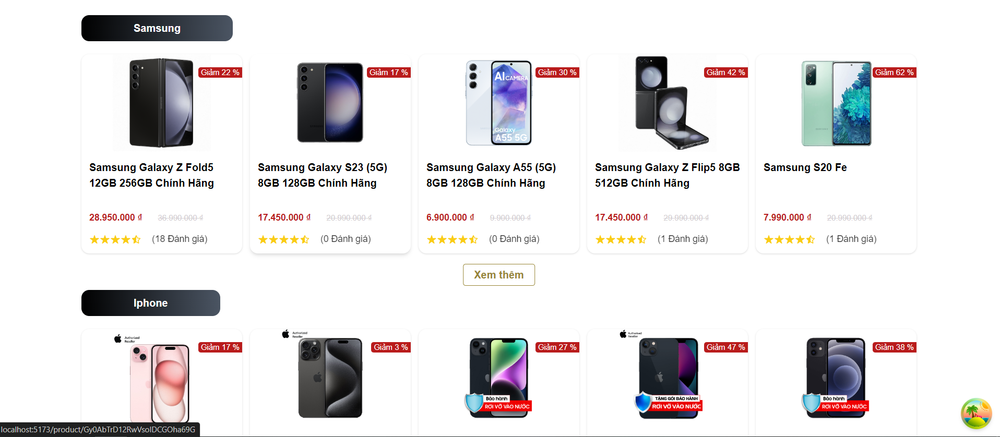 Samsung
Giảm 22 %
Giảm 17 %
AI CAMERA
Galaxy
A55 5G
Giảm 30 %
Giảm 42 %
Giảm 62 %
Samsung Galaxy Z Fold5
12GB 256GB Chính Hãng
Samsung Galaxy S23 (5G)
8GB 128GB Chính Hãng
Samsung Galaxy A55 (5G)
8GB 128GB Chính Hãng
Samsung Galaxy Z Flip5 8GB
512GB Chính Hãng
Samsung S20 Fe
28.950.000 ₫ 36.990.000 ₫
17.450.000 ₫ 20.990.000 ₫
6.900.000 ₫ 9.900.000 ₫
17.450.000 ₫ 29.990.000 ₫
7.990.000 ₫ 20.990.000 ₫
(18 Đánh giá)
(0 Đánh giá)
(0 Đánh giá)
(1 Đánh giá)
(1 Đánh giá)
Xem thêm
Iphone
Authorized
Reseller
Giảm 17 %
Authorized
Reseller
Giảm 3 %
Giảm 27 %
Bảo hành
RƠI VỠ VÀO NƯỚC
Authorised
Reseller
Giảm 47 %
TẶNG GÓI BẢO HÀNH
RƠI VỠ VÀO NƯỚC
Giảm 38 %
Bảo hành
RƠI VỠ VÀO NƯỚC
localhost:5173/product/Gy0AbTrD12RwVsoIDCGOha69G